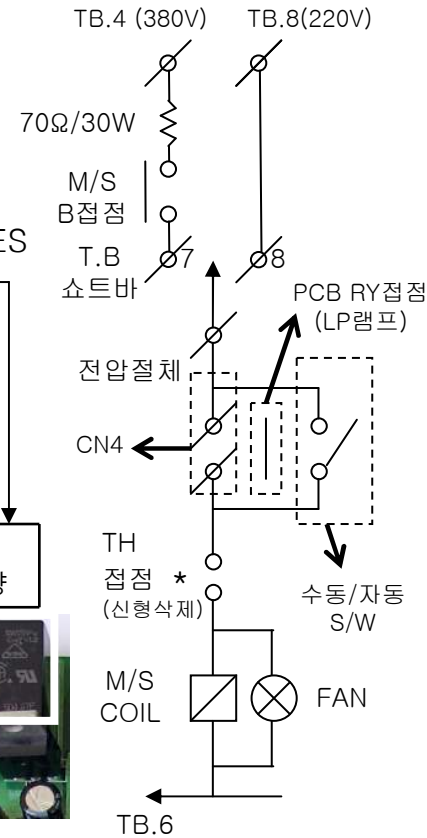 TB.4 (380V)
TB.8(220V)
70Ω/30W
M/S
B접점
ES
T.B
쇼트바
7
8
PCB RY접점
(LP램프)
전압절체
CN4
TH
접점 *
(신형삭제)
수동/자동
S/W
M/S
COIL
FAN
TB.6